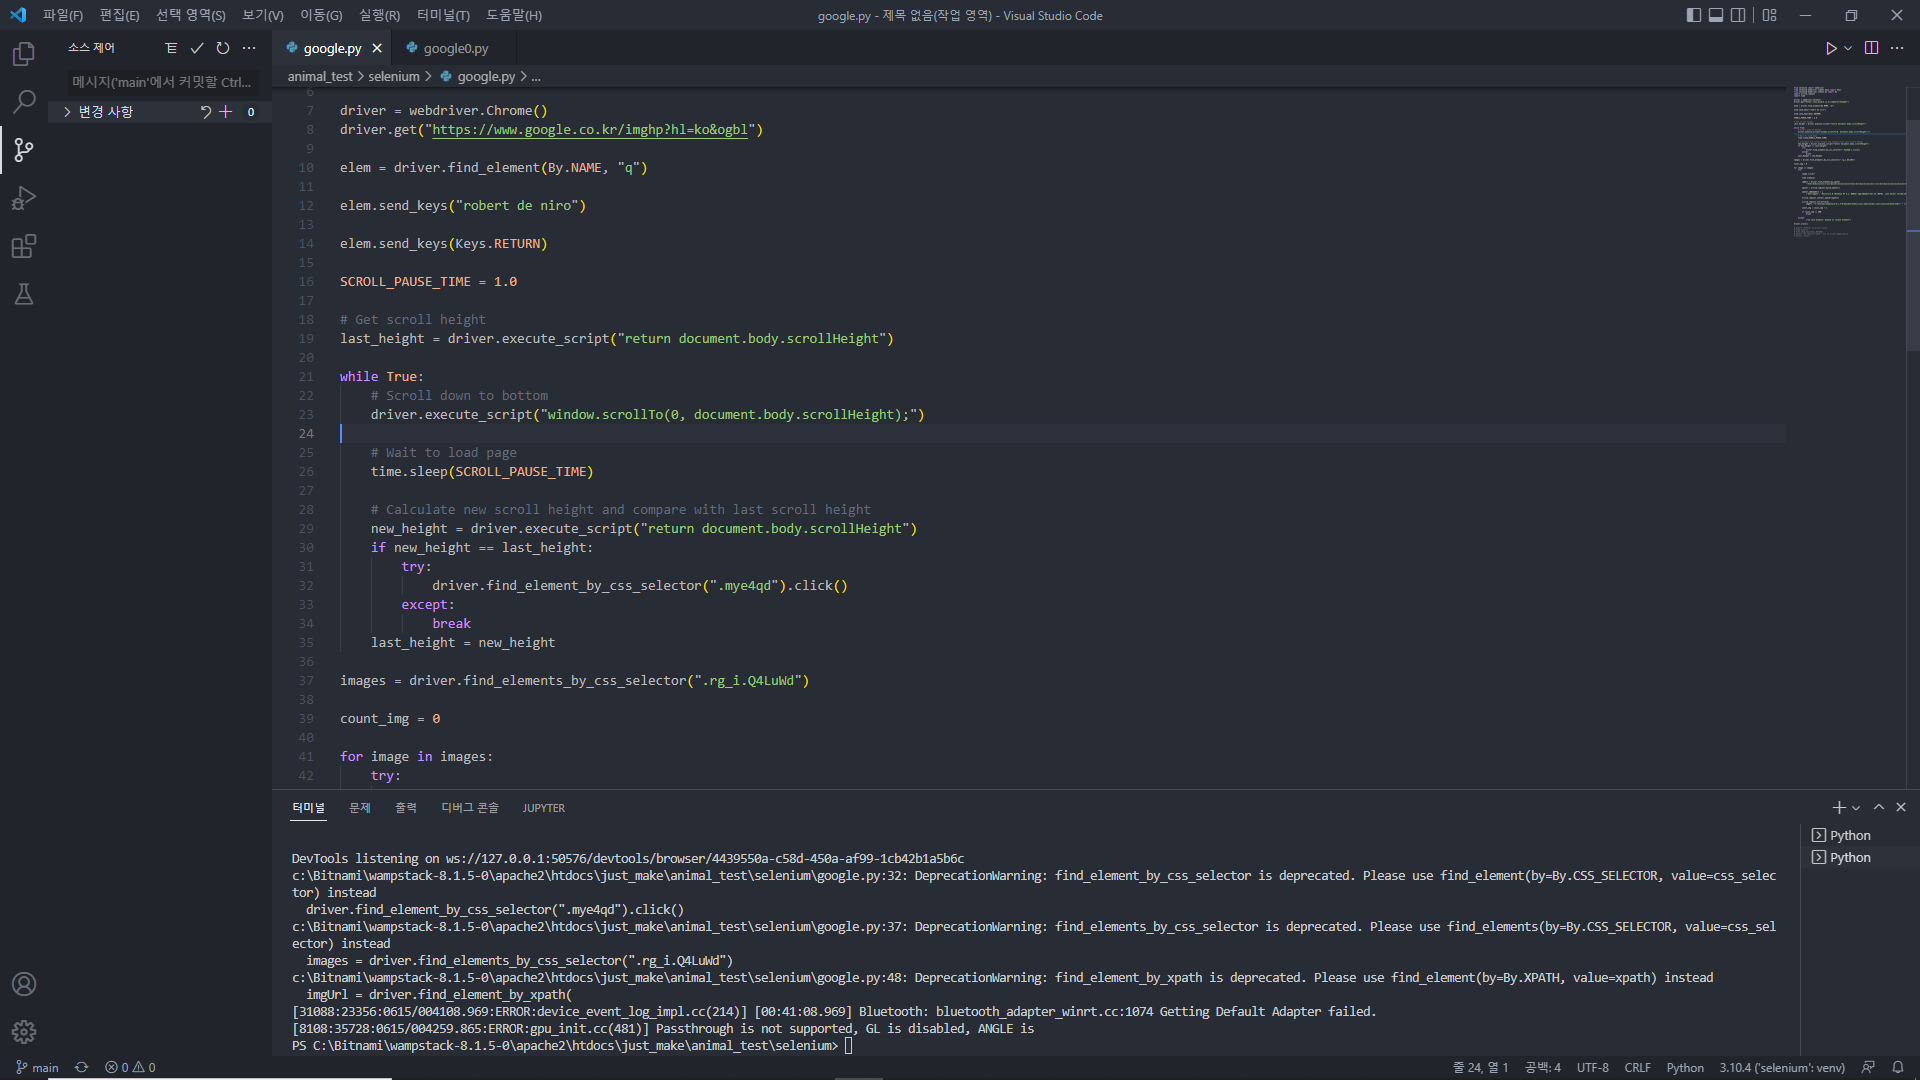 파일(F) 편집(E) 선택 영역(S) 보기(V) 이동(G) 실행(R) 터미널(T) 도움말(H) google.py - 제목 없음(작업 영역) - Visual Studio Code
소스 제어
google.py google0.py
메시지('main'에서 커밋할 Ctrl...
변경 사항 0
animal_test > selenium > google.py > ...
6
7 driver = webdriver.Chrome()
8 driver.get("https://www.google.co.kr/imghp?hl=ko&ogbl")
9
10 elem = driver.find_element(By.NAME, "q")
11
12 elem.send_keys("robert de niro")
13
14 elem.send_keys(Keys.RETURN)
15
16 SCROLL_PAUSE_TIME = 1.0
17
18 # Get scroll height
19 last_height = driver.execute_script("return document.body.scrollHeight")
20
21 while True:
22 # Scroll down to bottom
23 driver.execute_script("window.scrollTo(0, document.body.scrollHeight);")
24
25 # Wait to load page
26 time.sleep(SCROLL_PAUSE_TIME)
27
28 # Calculate new scroll height and compare with last scroll height
29 new_height = driver.execute_script("return document.body.scrollHeight")
30 if new_height == last_height:
31 try:
32 driver.find_element_by_css_selector(".mye4qd").click()
33 except:
34 break
35 last_height = new_height
36
37 images = driver.find_elements_by_css_selector(".rg_i.Q4LuWd")
38
39 count_img = 0
40
41 for image in images:
42 try:
터미널 문제 출력 디버그 콘솔 JUPYTER
Python
Python
DevTools listening on ws://127.0.0.1:50576/devtools/browser/4439550a-c58d-450a-af99-1cb42b1a5b6c
c:\Bitnami\wampstack-8.1.5-0\apache2\htdocs\just_make\animal_test\selenium\google.py:32: DeprecationWarning: find_element_by_css_selector is deprecated. Please use find_element(by=By.CSS_SELECTOR, value=css_selec
tor) instead
driver.find_element_by_css_selector(".mye4qd").click()
c:\Bitnami\wampstack-8.1.5-0\apache2\htdocs\just_make\animal_test\selenium\google.py:37: DeprecationWarning: find_elements_by_css_selector is deprecated. Please use find_elements(by=By.CSS_SELECTOR, value=css_sel
ector) instead
images = driver.find_elements_by_css_selector(".rg_i.Q4LuWd")
c:\Bitnami\wampstack-8.1.5-0\apache2\htdocs\just_make\animal_test\selenium\google.py:48: DeprecationWarning: find_element_by_xpath is deprecated. Please use find_element(by=By.XPATH, value=xpath) instead
imgUrl = driver.find_element_by_xpath(
[31088:23356:0615/004108.969:ERROR:device_event_log_impl.cc(214)] [00:41:08.969] Bluetooth: bluetooth_adapter_winrt.cc:1074 Getting Default Adapter failed.
[8108:35728:0615/004259.865:ERROR:gpu_init.cc(481)] Passthrough is not supported, GL is disabled, ANGLE is
PS C:\Bitnami\wampstack-8.1.5-0\apache2\htdocs\just_make\animal_test\selenium>
main 0 0 줄 24, 열 1 공백: 4 UTF-8 CRLF Python 3.10.4 ('selenium': venv)